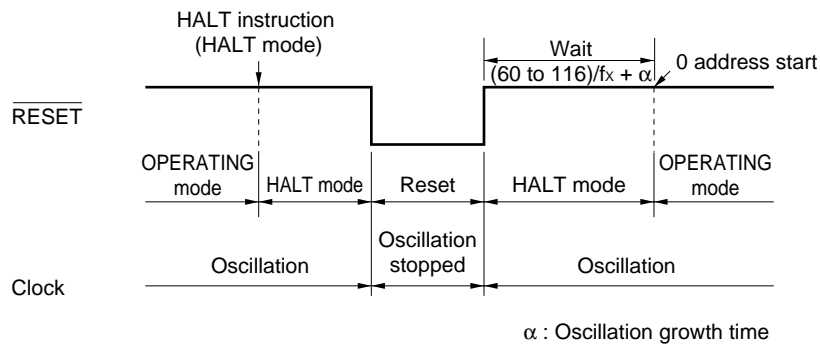 HALT instruction
(HALT mode)
Wait
(60 to 116)/fx + α
0 address start
RESET
OPERATING
mode
HALT mode
Reset
HALT mode
OPERATING
mode
Oscillation
Oscillation
stopped
Oscillation
Clock
α : Oscillation growth time